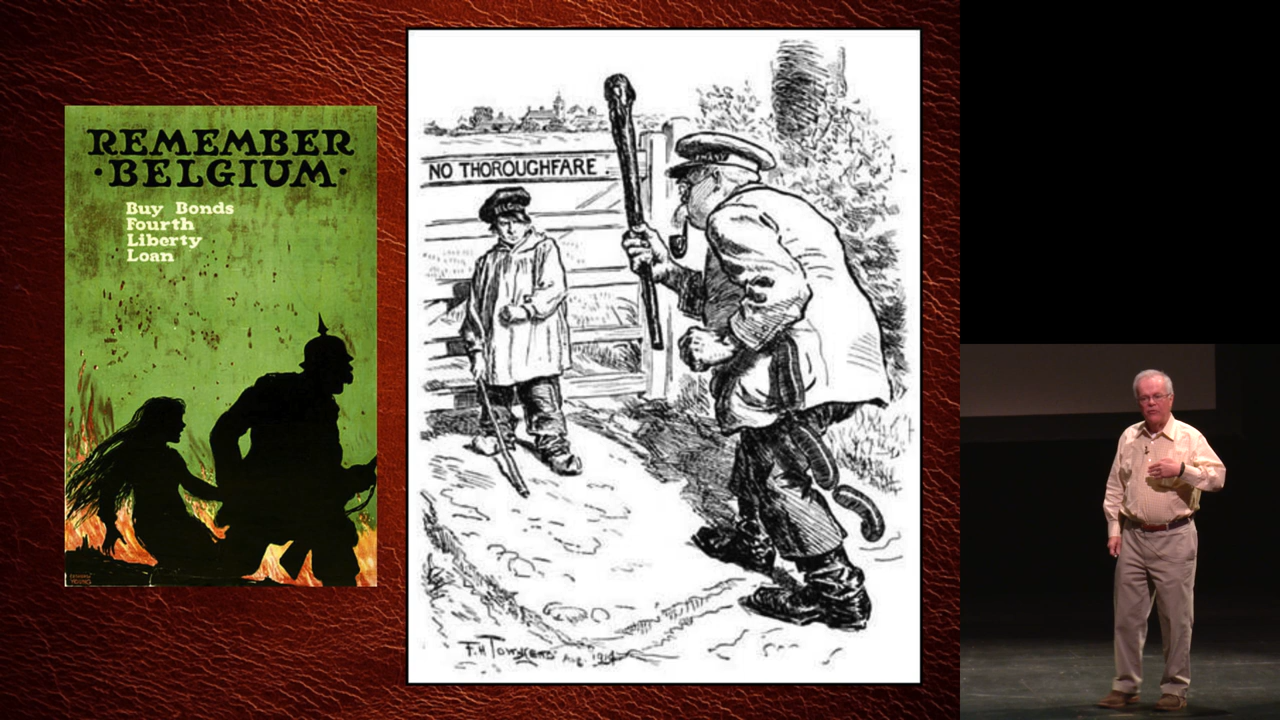 REMEMBER
·BELGIUM·
Buy Bonds
Fourth
Liberty
Loan
NO THOROUGHFARE
F.H. Townsend Aug. 1914